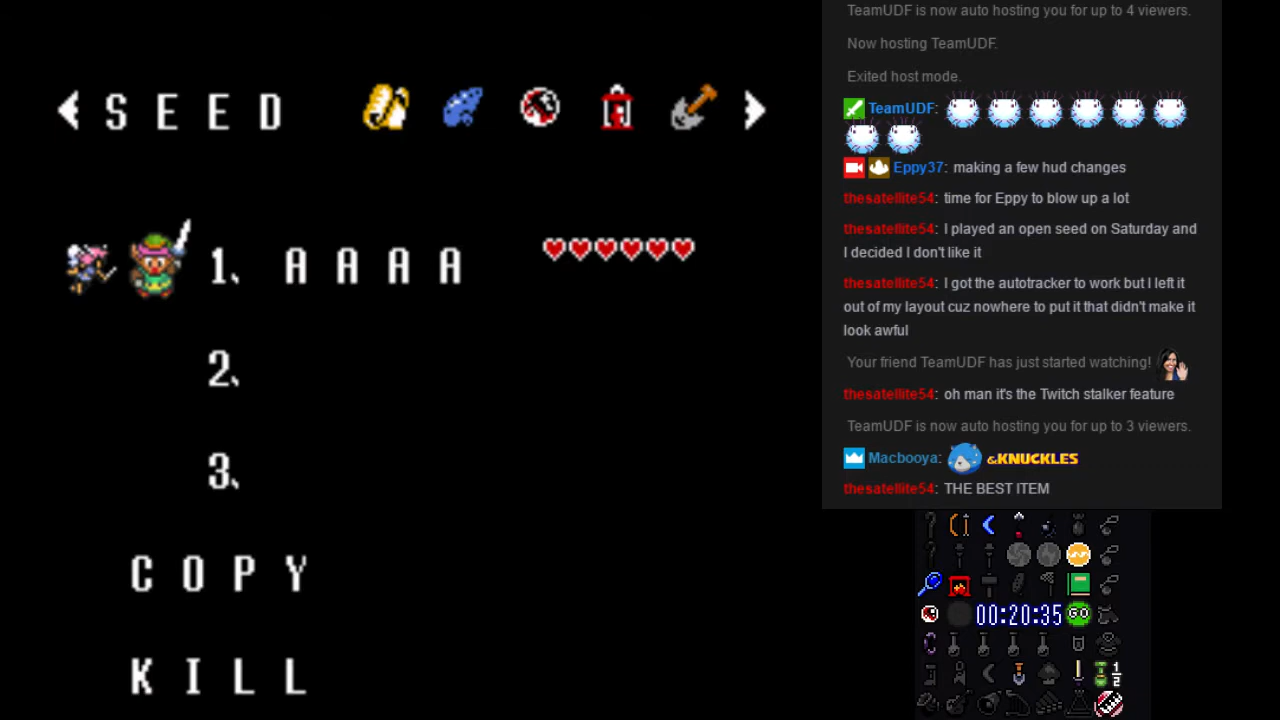 SEED
1. AAAA
2.
3.
COPY
KILL
TeamUDF is now auto hosting you for up to 4 viewers.
Now hosting TeamUDF.
Exited host mode.
TeamUDF:
Eppy37: making a few hud changes
thesatellite54: time for Eppy to blow up a lot
thesatellite54: I played an open seed on Saturday and
I decided I don't like it
thesatellite54: I got the autotracker to work but I left it
out of my layout cuz nowhere to put it that didn't make it
look awful
Your friend TeamUDF has just started watching!
thesatellite54: oh man it's the Twitch stalker feature
TeamUDF is now auto hosting you for up to 3 viewers.
Macbooya: &KNUCKLES
thesatellite54: THE BEST ITEM
00:20:35 GO
1/2